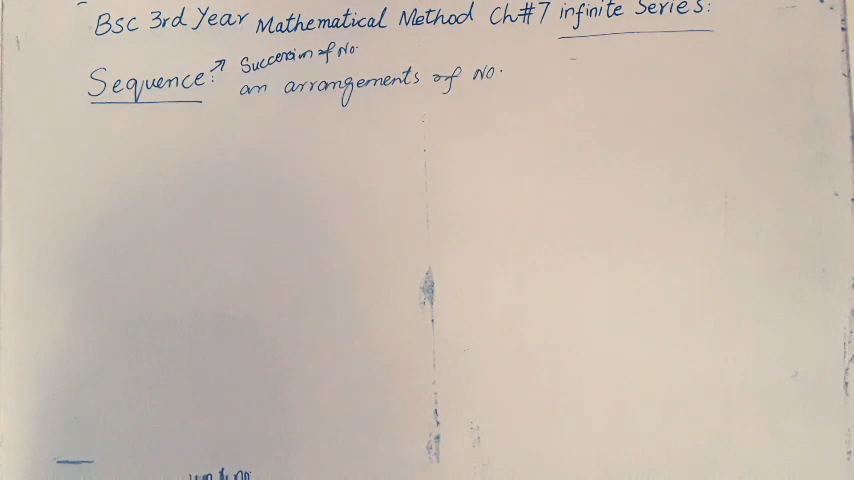 Bsc 3rd Year Mathematical Method Ch#7 infinite Series:
Sequence: ↗ Succession of No.
an arrangements of No.